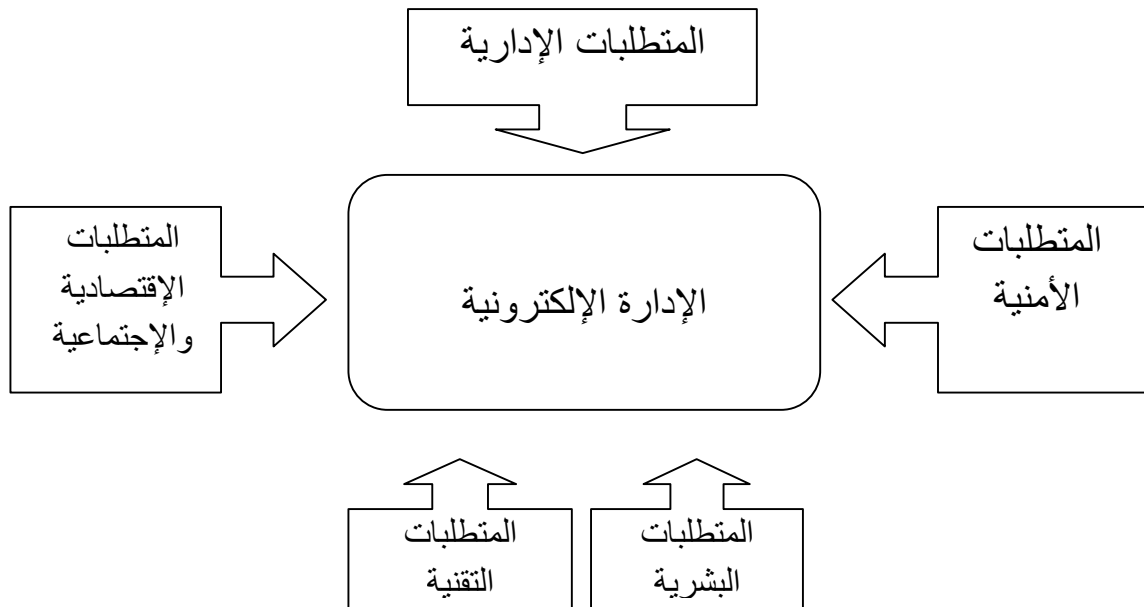 المتطلبات الإدارية
المتطلبات
الأمنية
الإدارة الإلكترونية
المتطلبات
الإقتصادية
والإجتماعية
المتطلبات
البشرية
المتطلبات
التقنية